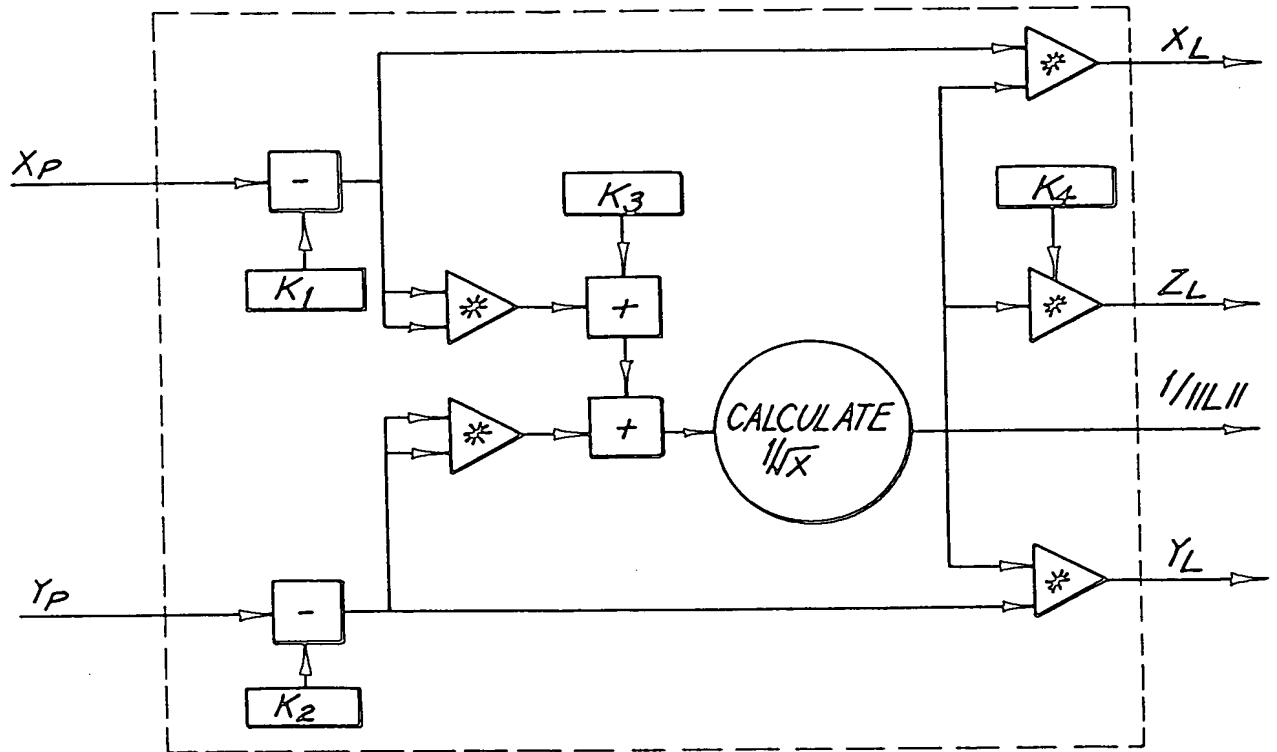 X_L
X_P
-
K_3
K_4
K_1
*
+
*
Z_L
*
+
CALCULATE
1/√X
1/||L||
Y_P
-
*
Y_L
K_2
*